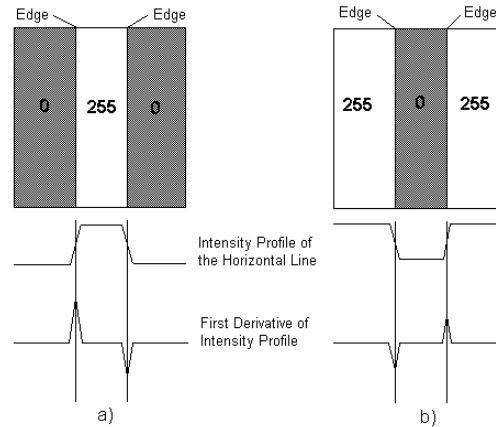 Edge Edge
Edge Edge
0 255 0
255 0 255
Intensity Profile of
the Horizontal Line
First Derivative of
Intensity Profile
a)
b)